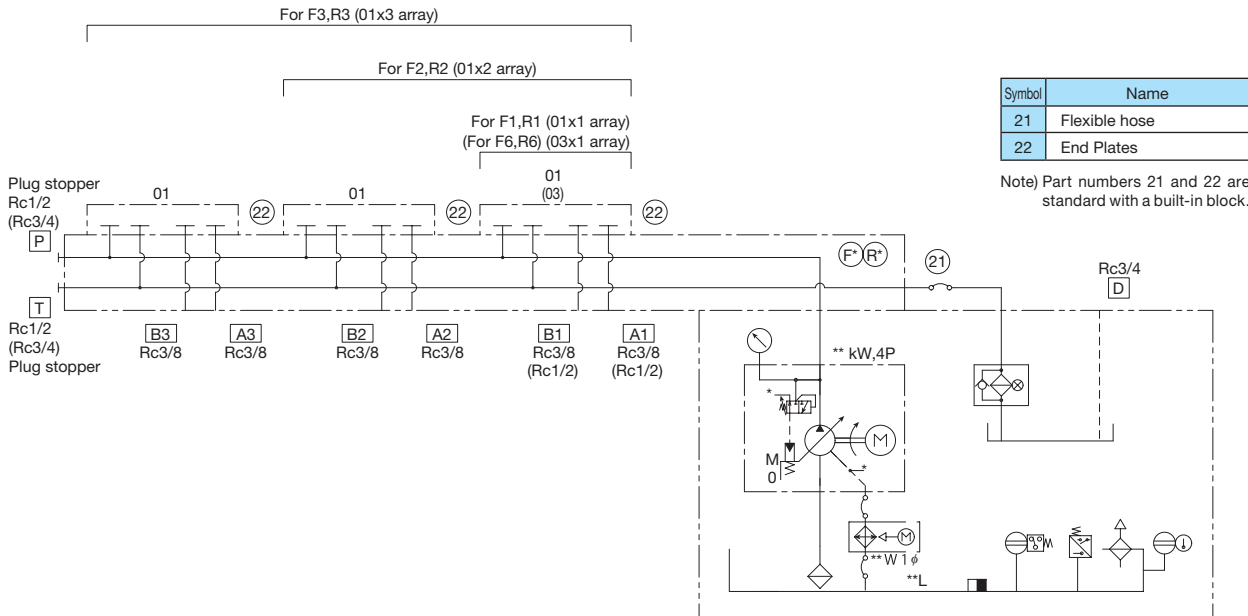 For F3,R3 (01x3 array)
For F2,R2 (01x2 array)
For F1,R1 (01x1 array)
(For F6,R6) (03x1 array)
Symbol Name
21 Flexible hose
22 End Plates
Note) Part numbers 21 and 22 are
standard with a built-in block.
Plug stopper
Rc1/2
(Rc3/4)
P
01
22
01
22
01
(03)
22
F* R*
21
Rc3/4
D
T
Rc1/2
(Rc3/4)
Plug stopper
B3
Rc3/8
A3
Rc3/8
B2
Rc3/8
A2
Rc3/8
B1
Rc3/8
(Rc1/2)
A1
Rc3/8
(Rc1/2)
** kW,4P
*
M
M
0
*
M
**W 1ϕ
**L